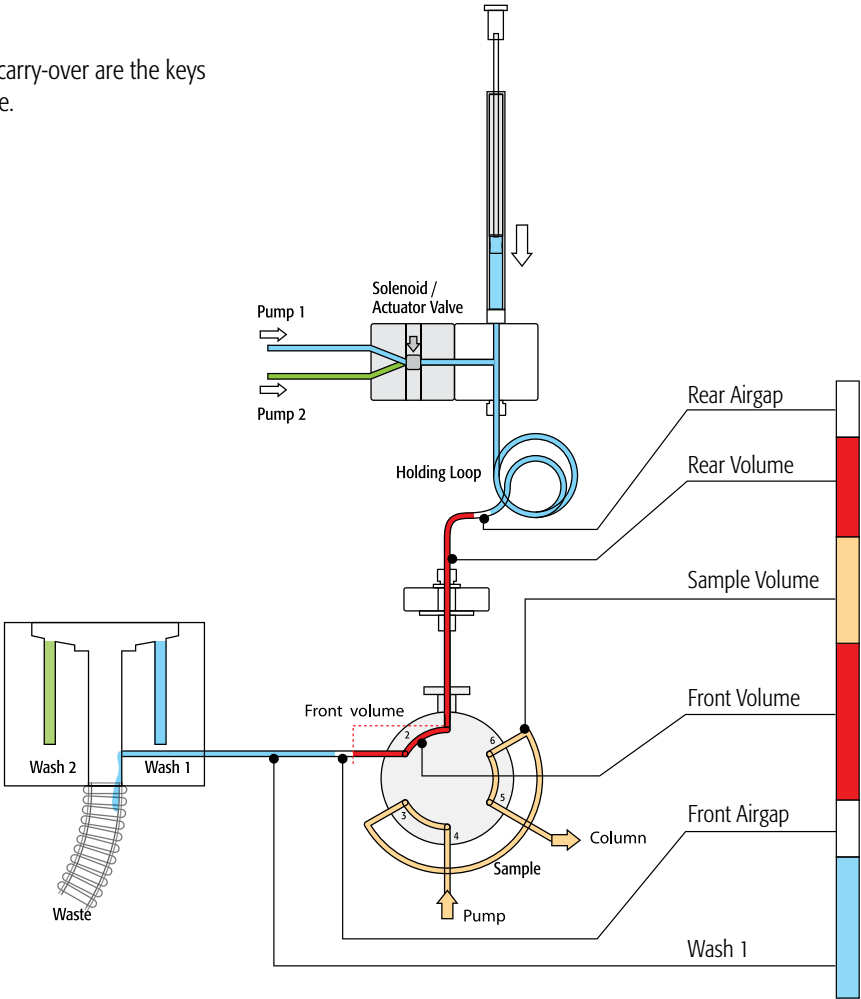 carry-over are the keys
e.
Solenoid /
Actuator Valve
Pump 1
Pump 2
Rear Airgap
Rear Volume
Holding Loop
Sample Volume
Front Volume
Front volume
2
6
Wash 2
Wash 1
5
3
4
Front Airgap
Column
Sample
Waste
Pump
Wash 1